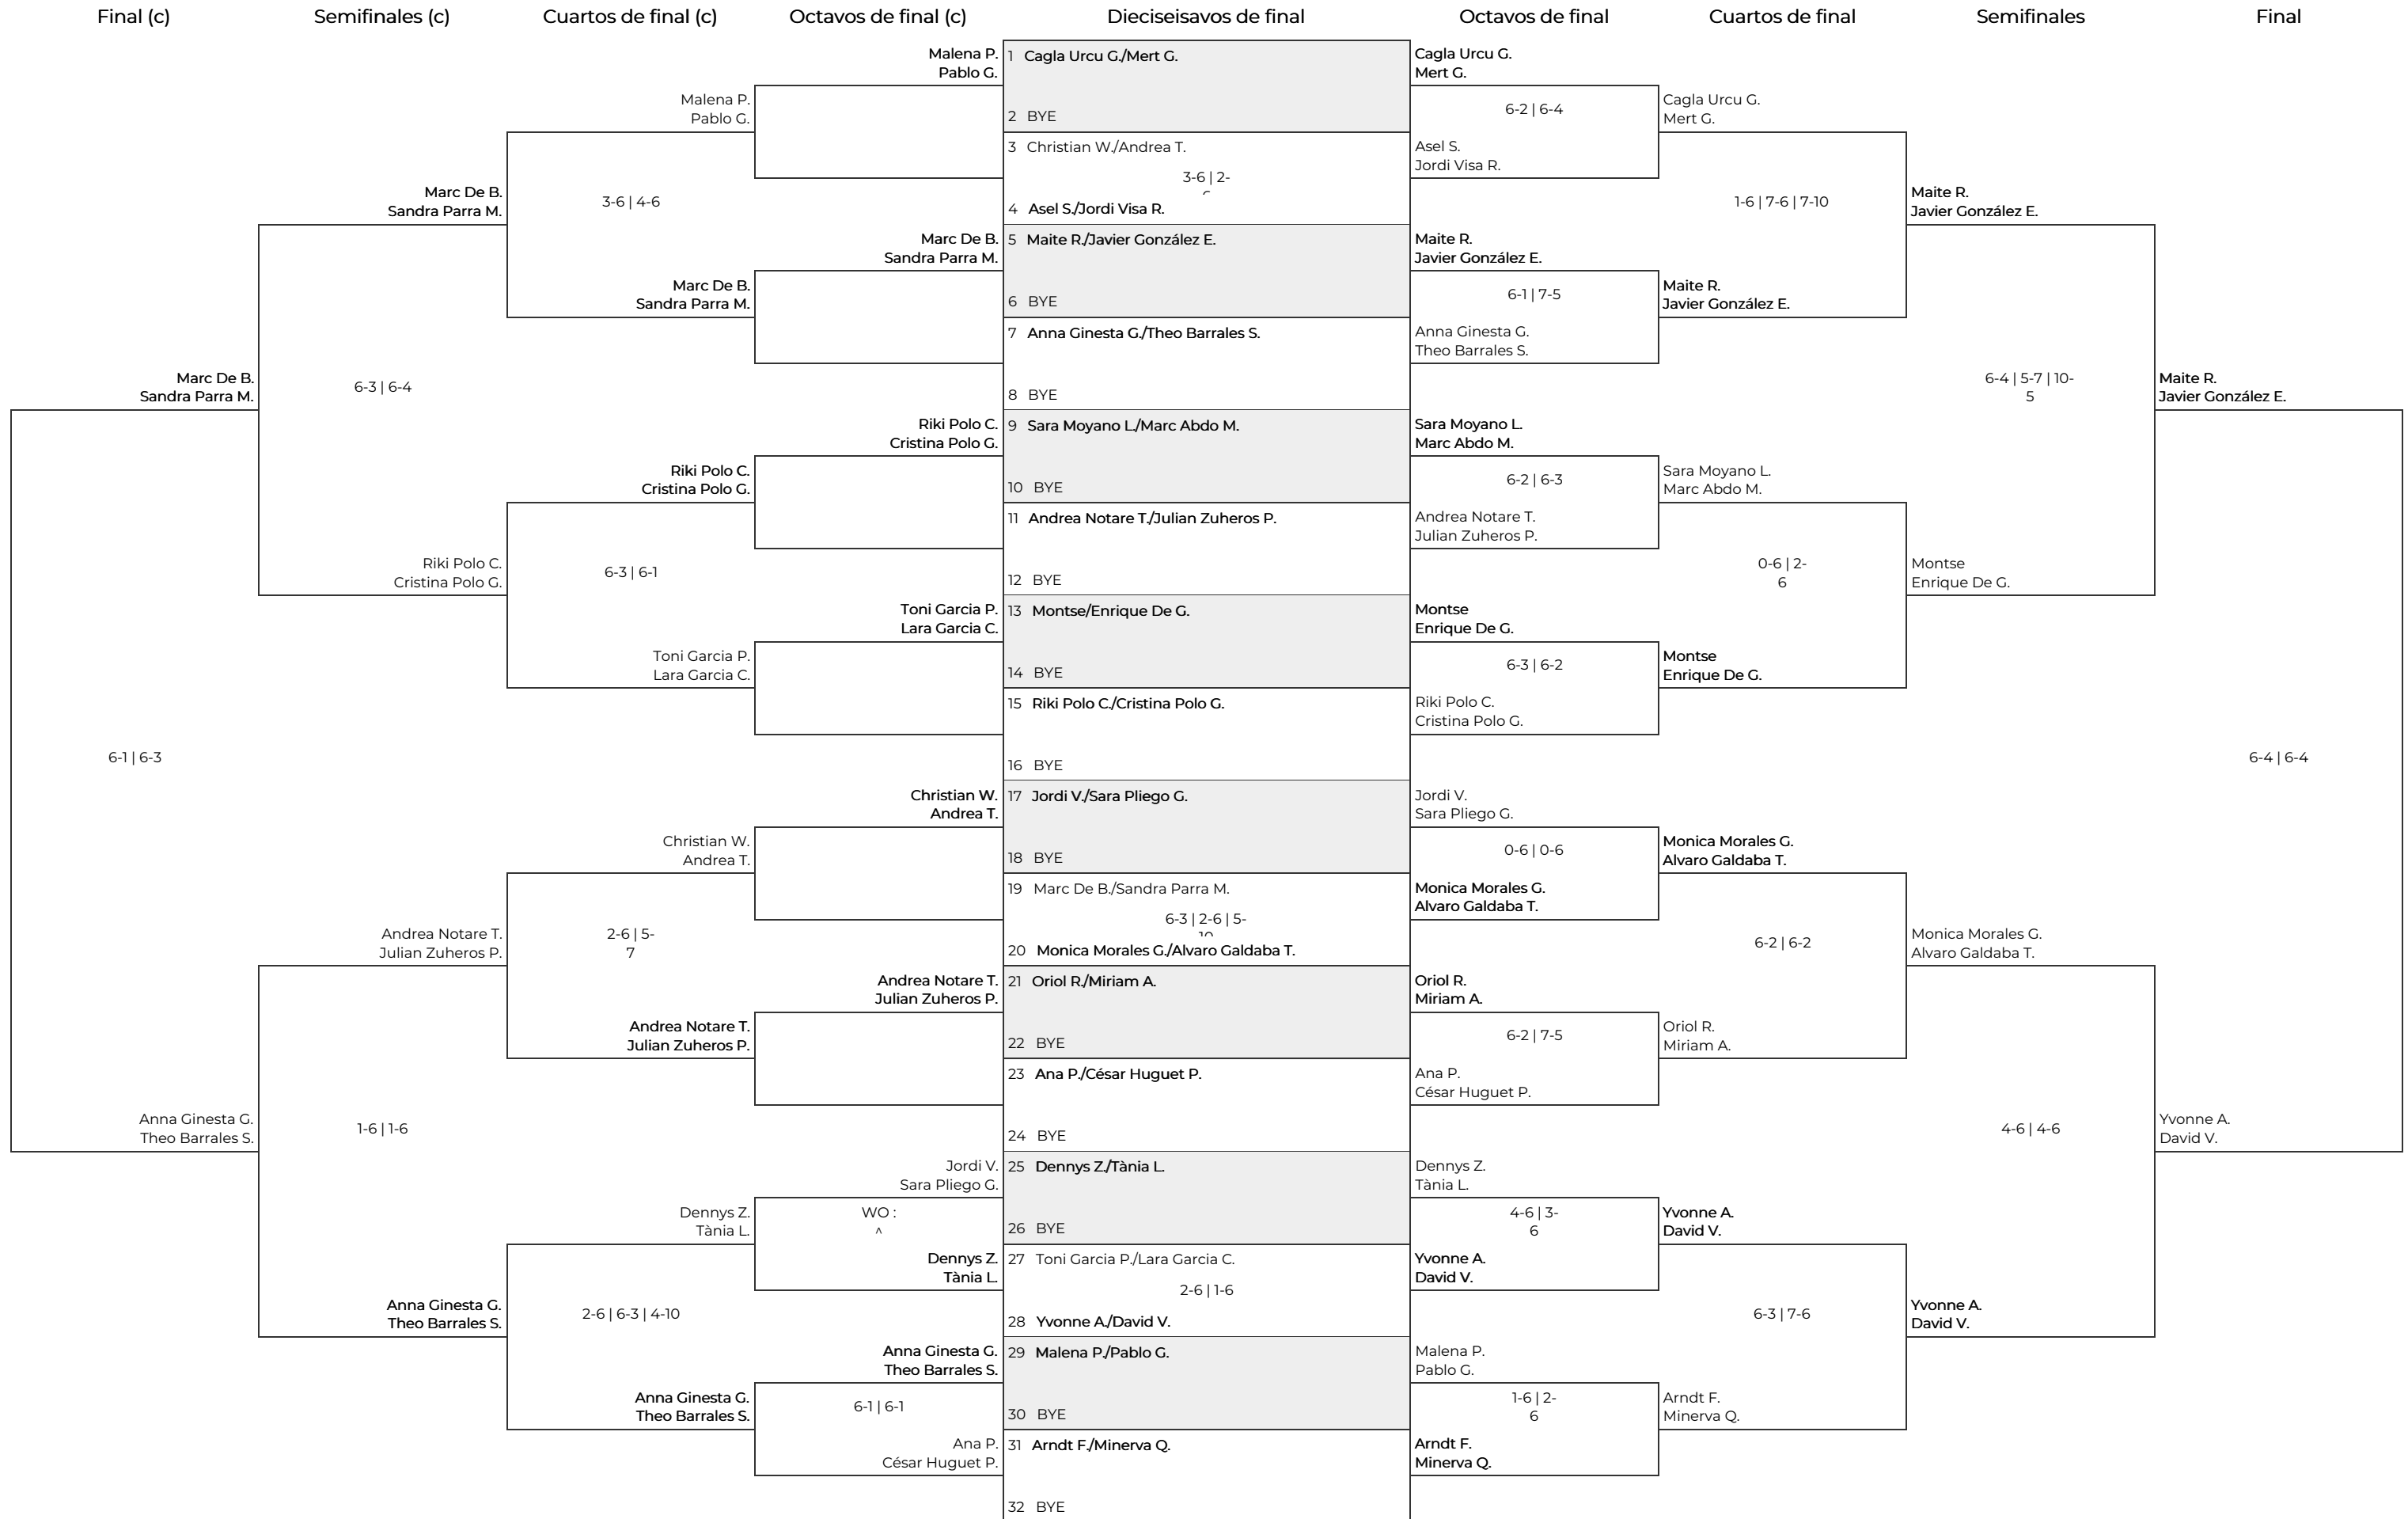 Final (c)
Semifinales (c)
Cuartos de final (c)
Octavos de final (c)
Dieciseisavos de final
Octavos de final
Cuartos de final
Semifinales
Final
Marc De B.
Sandra Parra M.
6-1 | 6-3
Anna Ginesta G.
Theo Barrales S.
Marc De B.
Sandra Parra M.
6-3 | 6-4
Riki Polo C.
Cristina Polo G.
Andrea Notare T.
Julian Zuheros P.
1-6 | 1-6
Anna Ginesta G.
Theo Barrales S.
Malena P.
Pablo G.
3-6 | 4-6
Marc De B.
Sandra Parra M.
Riki Polo C.
Cristina Polo G.
6-3 | 6-1
Toni Garcia P.
Lara Garcia C.
Christian W.
Andrea T.
2-6 | 5-
7
Andrea Notare T.
Julian Zuheros P.
Dennys Z.
Tània L.
2-6 | 6-3 | 4-10
Anna Ginesta G.
Theo Barrales S.
Malena P.
Pablo G.
Marc De B.
Sandra Parra M.
Riki Polo C.
Cristina Polo G.
Toni Garcia P.
Lara Garcia C.
Christian W.
Andrea T.
Andrea Notare T.
Julian Zuheros P.
Jordi V.
Sara Pliego G.
WO :
^
Dennys Z.
Tània L.
Anna Ginesta G.
Theo Barrales S.
6-1 | 6-1
Ana P.
César Huguet P.
1 Cagla Urcu G./Mert G.
2 BYE
3 Christian W./Andrea T.
3-6 | 2-
4 Asel S./Jordi Visa R.
5 Maite R./Javier González E.
6 BYE
7 Anna Ginesta G./Theo Barrales S.
8 BYE
9 Sara Moyano L./Marc Abdo M.
10 BYE
11 Andrea Notare T./Julian Zuheros P.
12 BYE
13 Montse/Enrique De G.
14 BYE
15 Riki Polo C./Cristina Polo G.
16 BYE
17 Jordi V./Sara Pliego G.
18 BYE
19 Marc De B./Sandra Parra M.
6-3 | 2-6 | 5-
20 Monica Morales G./Alvaro Galdaba T.
21 Oriol R./Miriam A.
22 BYE
23 Ana P./César Huguet P.
24 BYE
25 Dennys Z./Tània L.
26 BYE
27 Toni Garcia P./Lara Garcia C.
2-6 | 1-6
28 Yvonne A./David V.
29 Malena P./Pablo G.
30 BYE
31 Arndt F./Minerva Q.
32 BYE
Cagla Urcu G.
Mert G.
6-2 | 6-4
Asel S.
Jordi Visa R.
Maite R.
Javier González E.
6-1 | 7-5
Anna Ginesta G.
Theo Barrales S.
Sara Moyano L.
Marc Abdo M.
6-2 | 6-3
Andrea Notare T.
Julian Zuheros P.
Montse
Enrique De G.
6-3 | 6-2
Riki Polo C.
Cristina Polo G.
Jordi V.
Sara Pliego G.
0-6 | 0-6
Monica Morales G.
Alvaro Galdaba T.
Oriol R.
Miriam A.
6-2 | 7-5
Ana P.
César Huguet P.
Dennys Z.
Tània L.
4-6 | 3-
6
Yvonne A.
David V.
Malena P.
Pablo G.
1-6 | 2-
6
Arndt F.
Minerva Q.
Cagla Urcu G.
Mert G.
1-6 | 7-6 | 7-10
Maite R.
Javier González E.
Sara Moyano L.
Marc Abdo M.
0-6 | 2-
6
Montse
Enrique De G.
Monica Morales G.
Alvaro Galdaba T.
6-2 | 6-2
Oriol R.
Miriam A.
Yvonne A.
David V.
6-3 | 7-6
Arndt F.
Minerva Q.
Maite R.
Javier González E.
6-4 | 5-7 | 10-
5
Montse
Enrique De G.
Monica Morales G.
Alvaro Galdaba T.
4-6 | 4-6
Yvonne A.
David V.
Maite R.
Javier González E.
6-4 | 6-4
Yvonne A.
David V.